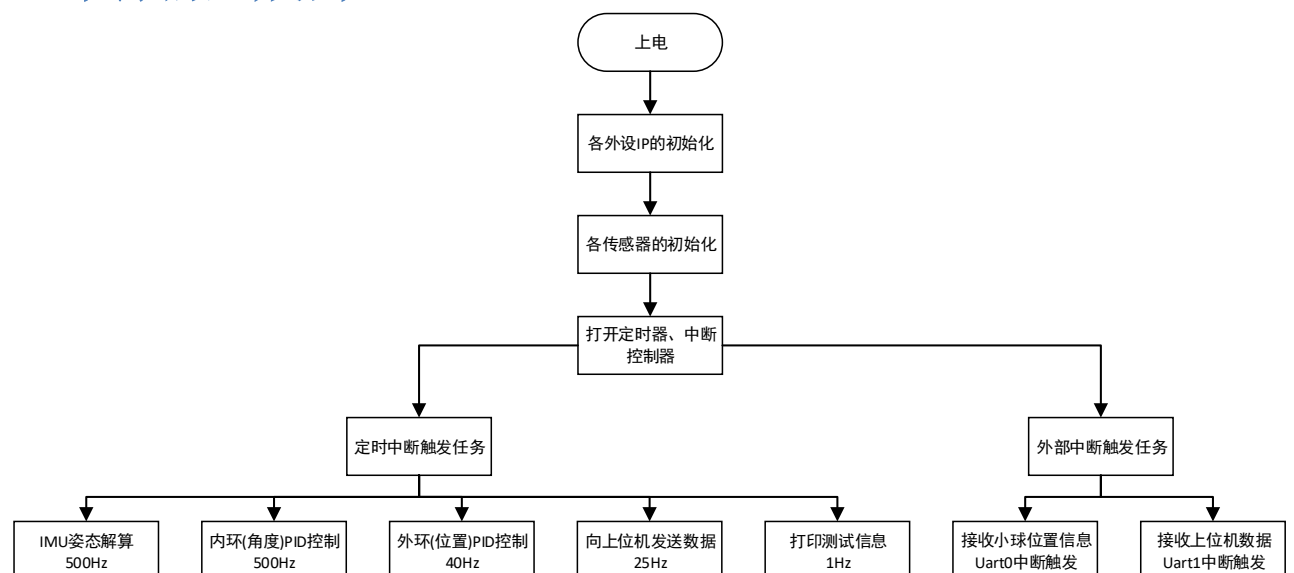 上电
各外设IP的初始化
各传感器的初始化
打开定时器、中断
控制器
定时中断触发任务
外部中断触发任务
IMU姿态解算
500Hz
内环(角度)PID控制
500Hz
外环(位置)PID控制
40Hz
向上位机发送数据
25Hz
打印测试信息
1Hz
接收小球位置信息
Uart0中断触发
接收上位机数据
Uart1中断触发